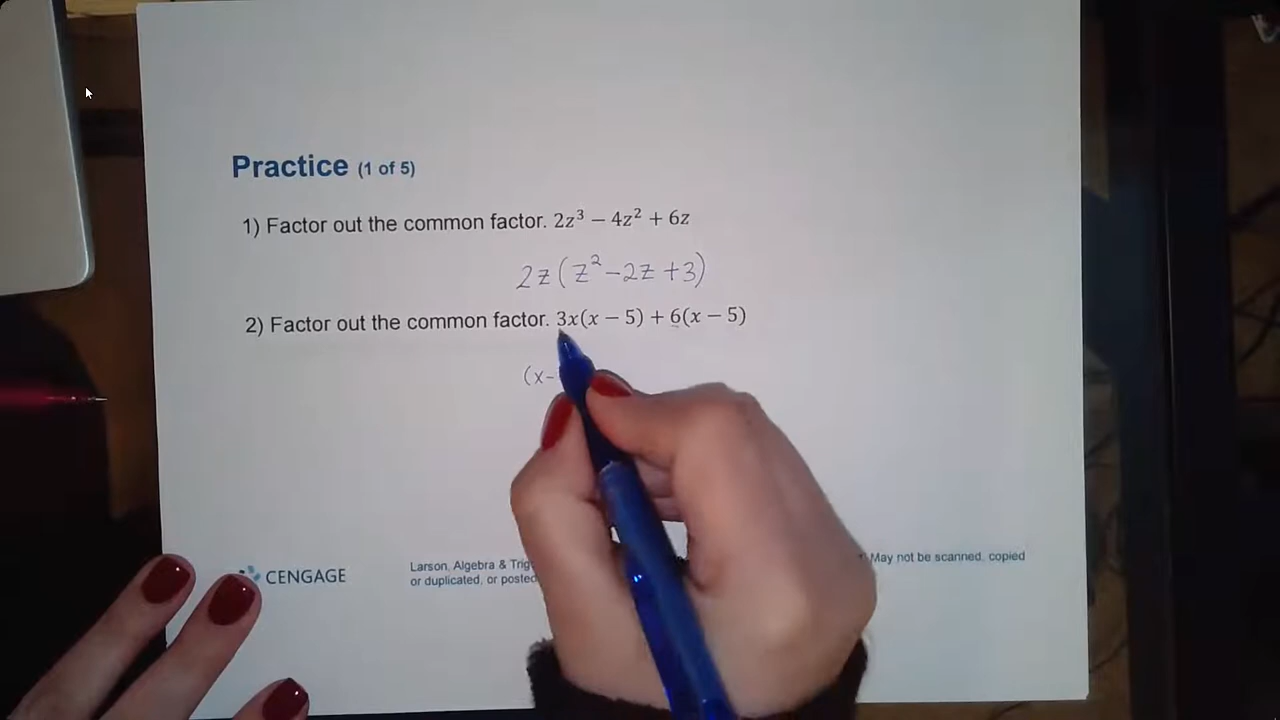 Practice (1 of 5)
1) Factor out the common factor. 2z³ − 4z² + 6z
2z(z² −2z +3)
2) Factor out the common factor. 3x(x − 5) + 6(x − 5)
(x-
CENGAGE
Larson, Algebra & May not be scanned, copied
or duplicated, or posted